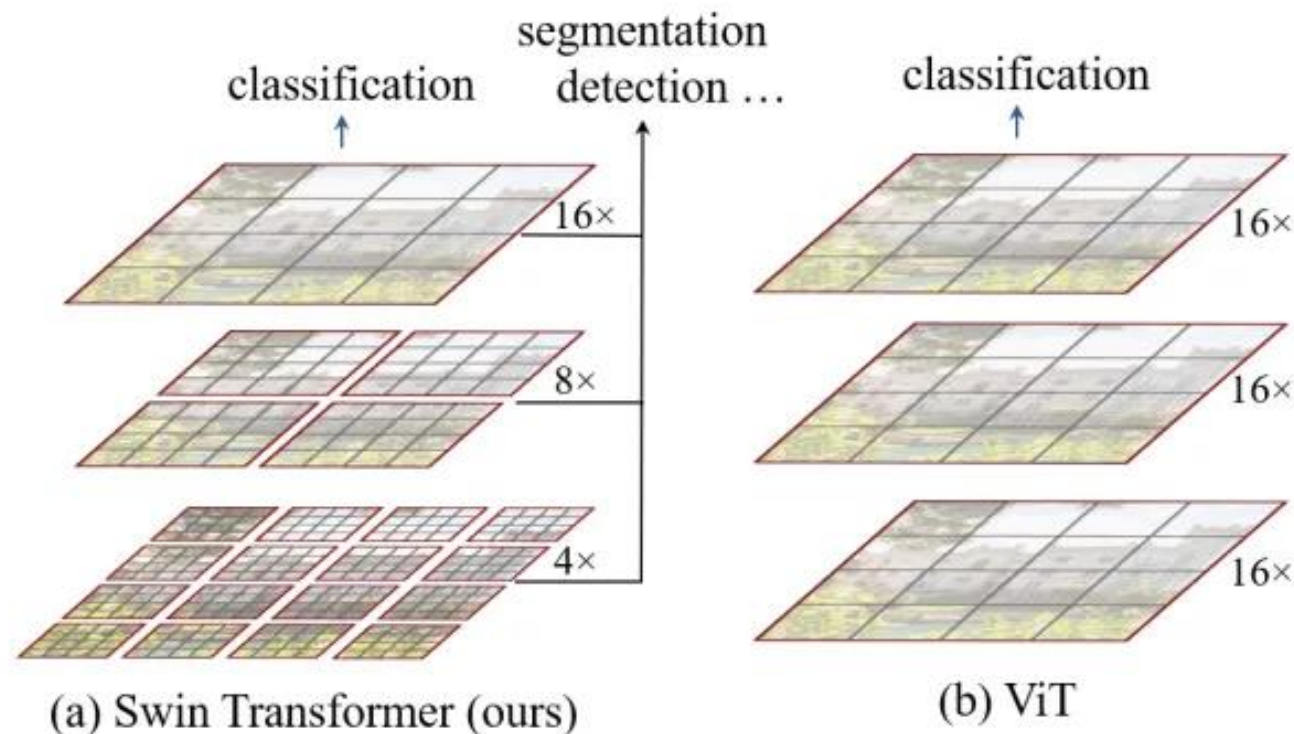 segmentation
classification
detection …
classification
16×
8×
4×
16×
16×
16×
(a) Swin Transformer (ours)
(b) ViT